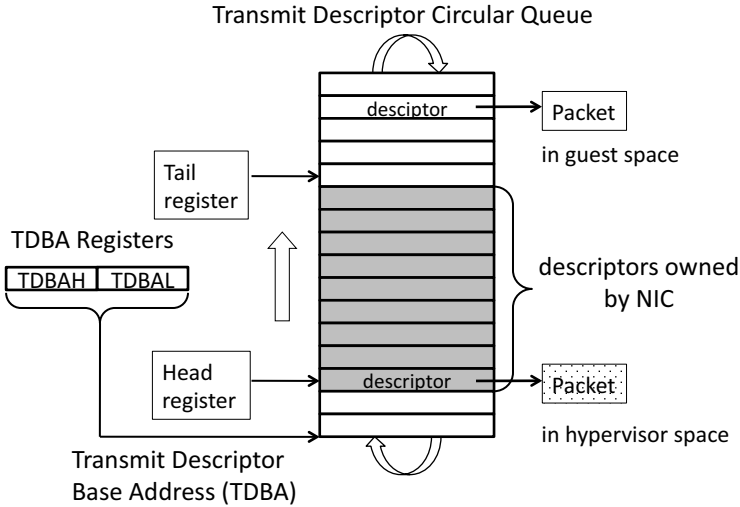 Transmit Descriptor Circular Queue
desciptor
Packet
in guest space
Tail
register
TDBA Registers
TDBAH
TDBAL
descriptors owned
by NIC
Head
register
descriptor
Packet
in hypervisor space
Transmit Descriptor
Base Address (TDBA)